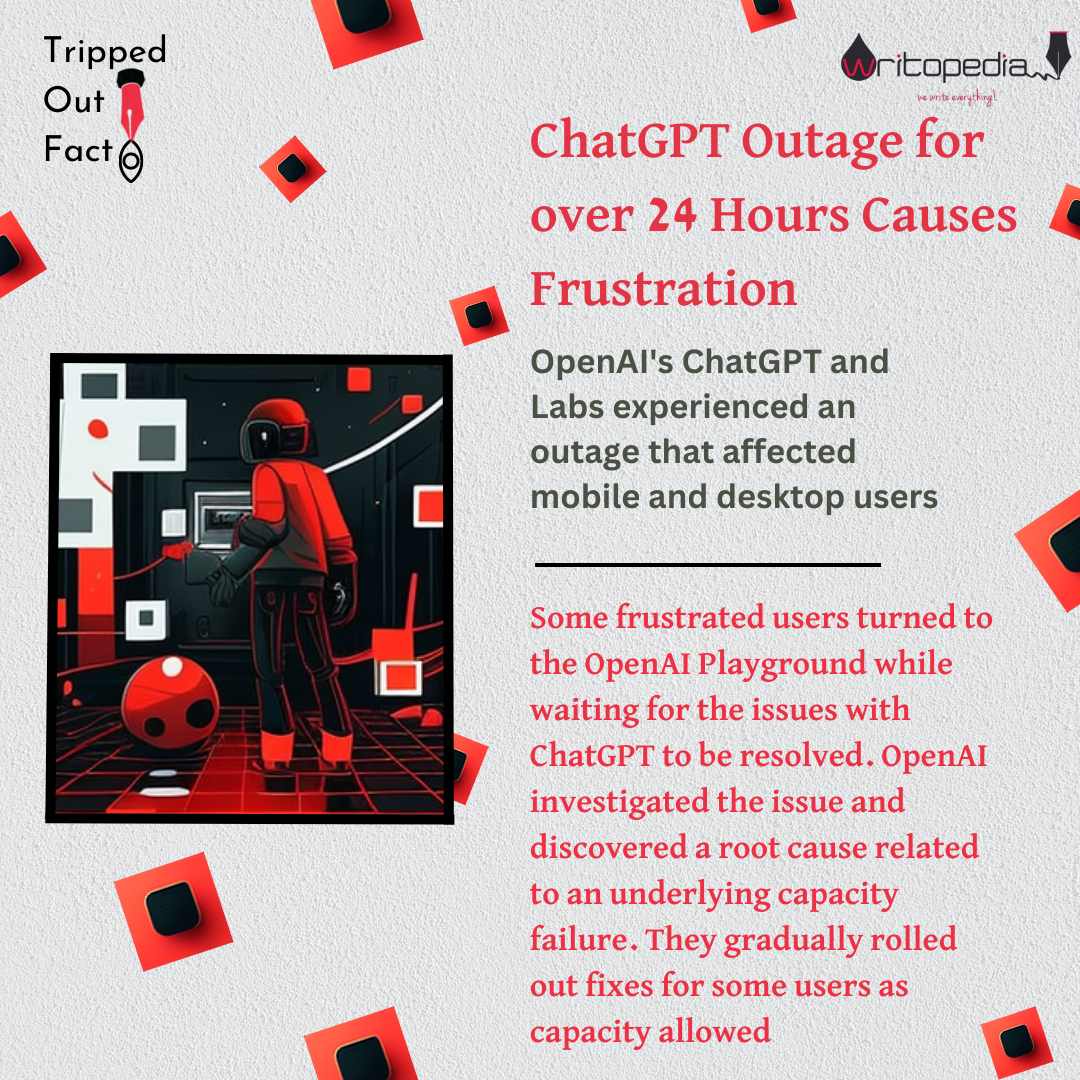 Tripped
Out
Fact
writopedia
we write everything!
ChatGPT Outage for
over 24 Hours Causes
Frustration
OpenAI's ChatGPT and
Labs experienced an
outage that affected
mobile and desktop users
Some frustrated users turned to
the OpenAI Playground while
waiting for the issues with
ChatGPT to be resolved. OpenAI
investigated the issue and
discovered a root cause related
to an underlying capacity
failure. They gradually rolled
out fixes for some users as
capacity allowed